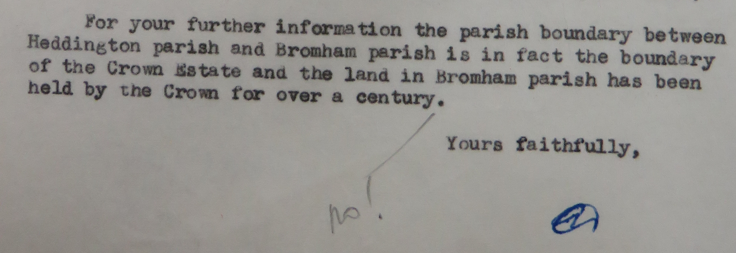 For your further information the parish boundary between
Heddington parish and Bromham parish is in fact the boundary
of the Crown Estate and the land in Bromham parish has been
held by the Crown for over a century.
Yours faithfully,
no!